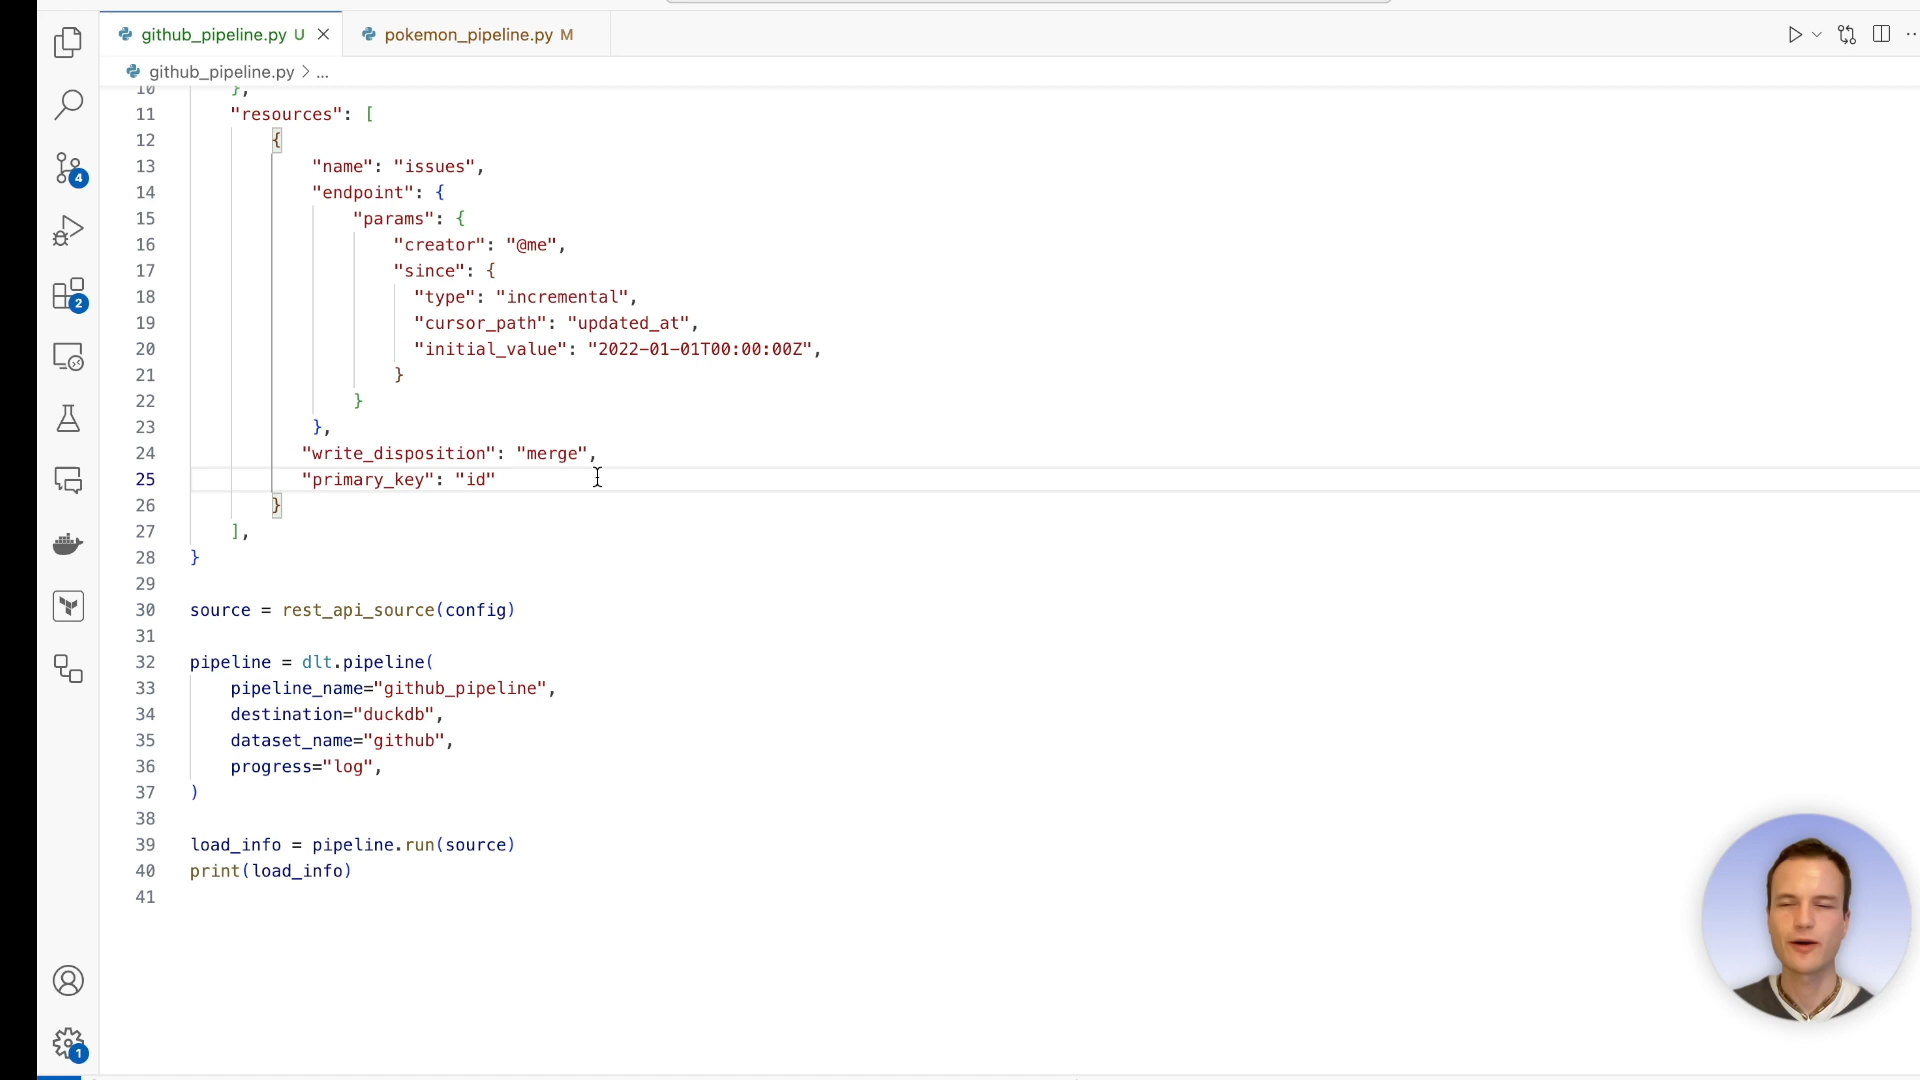 github_pipeline.py U
pokemon_pipeline.py M
github_pipeline.py > ...
10 },
11 "resources": [
12 {
13 "name": "issues",
14 "endpoint": {
15 "params": {
16 "creator": "@me",
17 "since": {
18 "type": "incremental",
19 "cursor_path": "updated_at",
20 "initial_value": "2022-01-01T00:00:00Z",
21 }
22 }
23 },
24 "write_disposition": "merge",
25 "primary_key": "id"
26 }
27 ],
28 }
29
30 source = rest_api_source(config)
31
32 pipeline = dlt.pipeline(
33 pipeline_name="github_pipeline",
34 destination="duckdb",
35 dataset_name="github",
36 progress="log",
37 )
38
39 load_info = pipeline.run(source)
40 print(load_info)
41
4
2
1